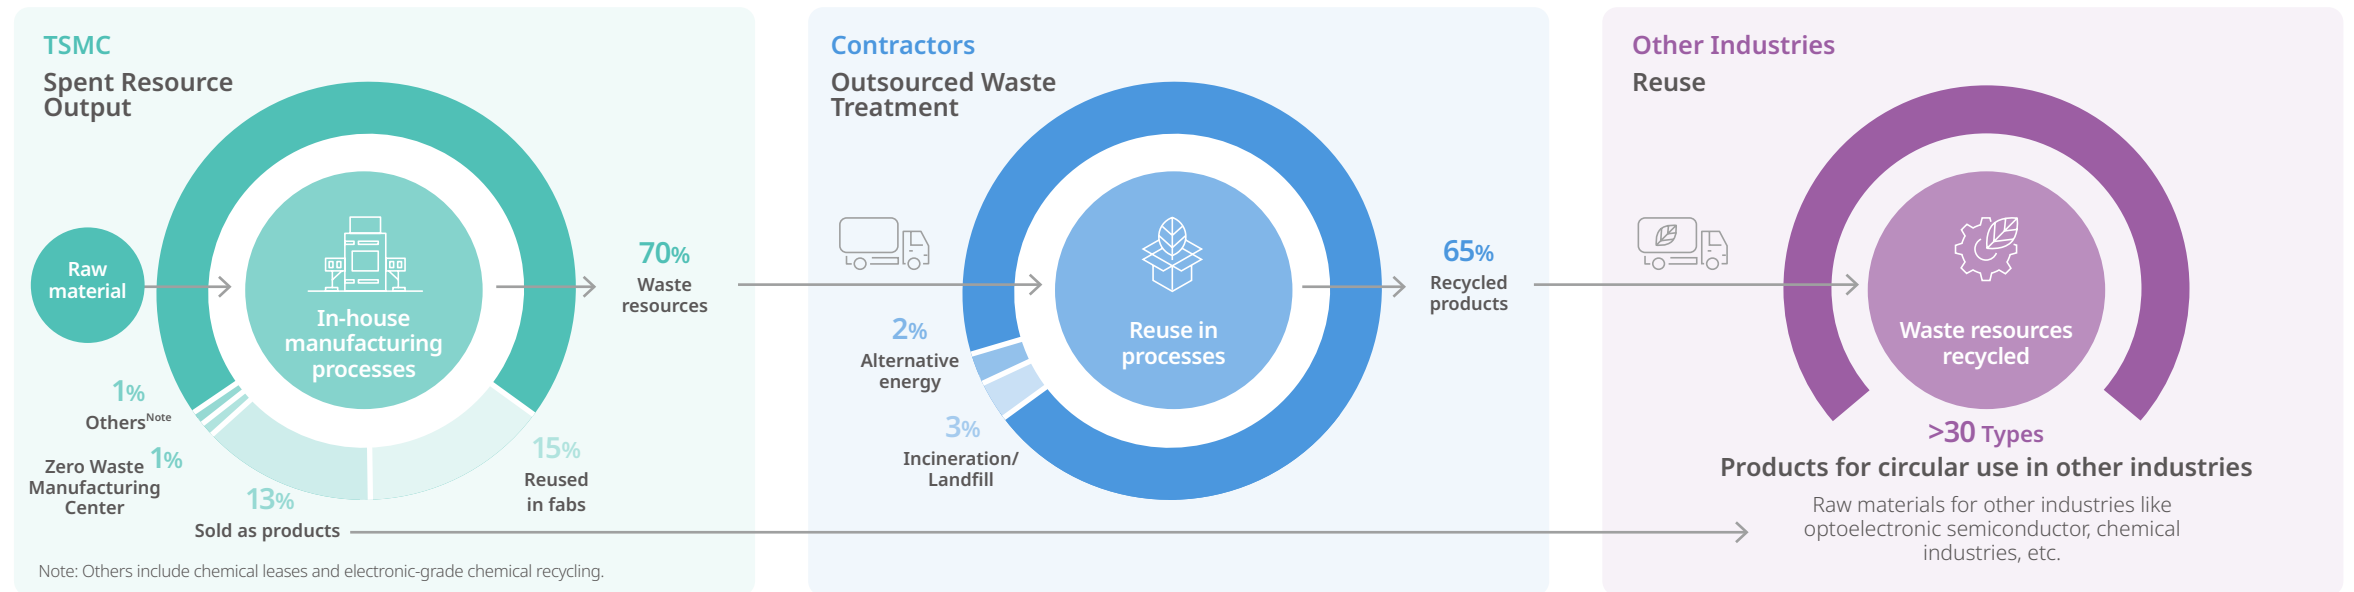 TSMC
Spent Resource
Output
Raw
material
In-house
manufacturing
processes
70%
Waste
resources
1%
OthersNote
Zero Waste 1%
Manufacturing
Center
13%
Sold as products
15%
Reused
in fabs
Note: Others include chemical leases and electronic-grade chemical recycling.
Contractors
Outsourced Waste
Treatment
Reuse in
processes
65%
Recycled
products
2%
Alternative
energy
3%
Incineration/
Landfill
Other Industries
Reuse
Waste resources
recycled
>30 Types
Products for circular use in other industries
Raw materials for other industries like
optoelectronic semiconductor, chemical
industries, etc.